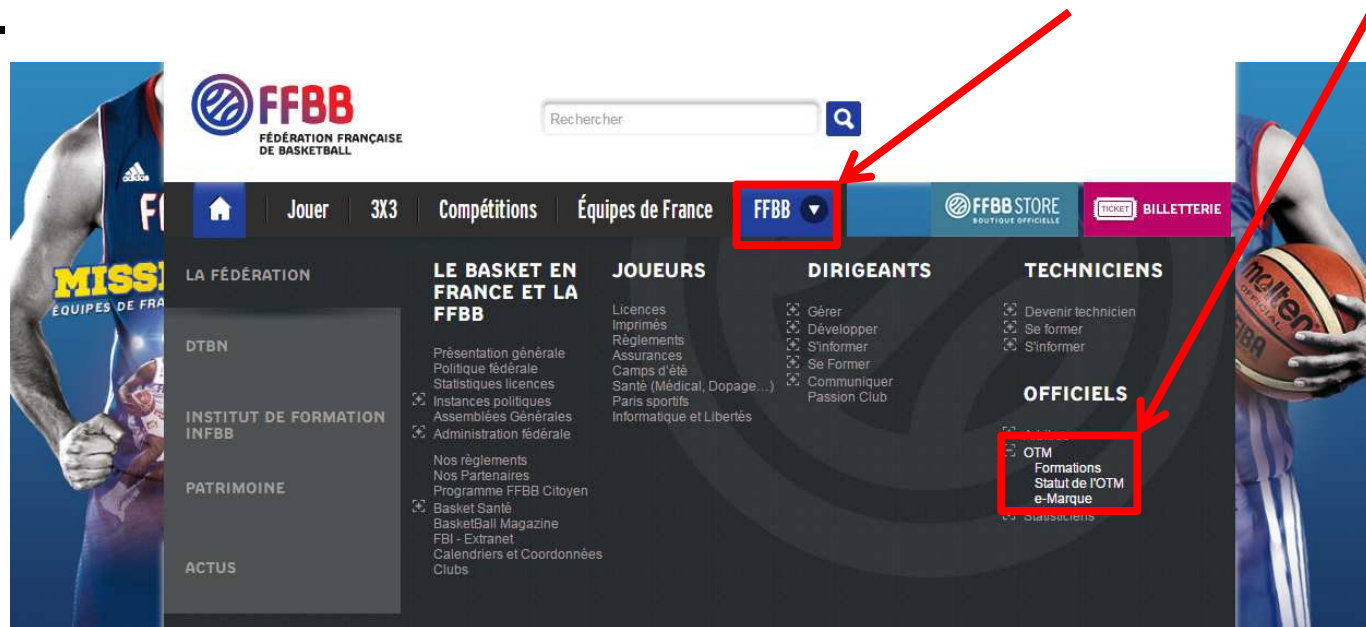 FFBB
FÉDÉRATION FRANÇAISE
DE BASKETBALL
Rechercher
Jouer
3X3
Compétitions
Équipes de France
FFBB
FFBB STORE
BOUTIQUE OFFICIELLE
TICKET
BILLETTERIE
LA FÉDÉRATION
DTBN
INSTITUT DE FORMATION
INFBB
PATRIMOINE
ACTUS
LE BASKET EN
FRANCE ET LA
FFBB
Présentation générale
Politique fédérale
Statistiques licences
Instances politiques
Assemblées Générales
Administration fédérale
Nos règlements
Nos Partenaires
Programme FFBB Citoyen
Basket Santé
BasketBall Magazine
FBI - Extranet
Calendriers et Coordonnées
Clubs
JOUEURS
Licences
Imprimés
Règlements
Assurances
Camps d'été
Santé (Médical, Dopage...)
Paris sportifs
Informatique et Libertés
DIRIGEANTS
Gérer
Développer
S'informer
Se Former
Communiquer
Passion Club
TECHNICIENS
Devenir technicien
Se former
S'informer
OFFICIELS
OTM
Formations
Statut de l'OTM
e-Marque
Statisticiens
adidas
ÉQUIPES DE FRA
molten
OFFICIAL
FIBA